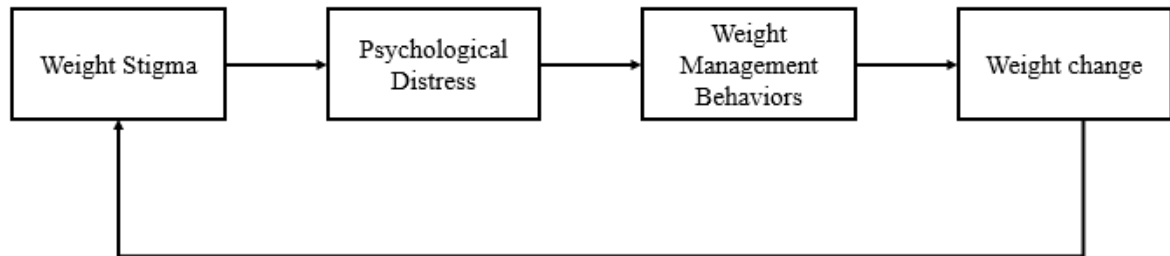 Weight Stigma
Psychological
Distress
Weight
Management
Behaviors
Weight change